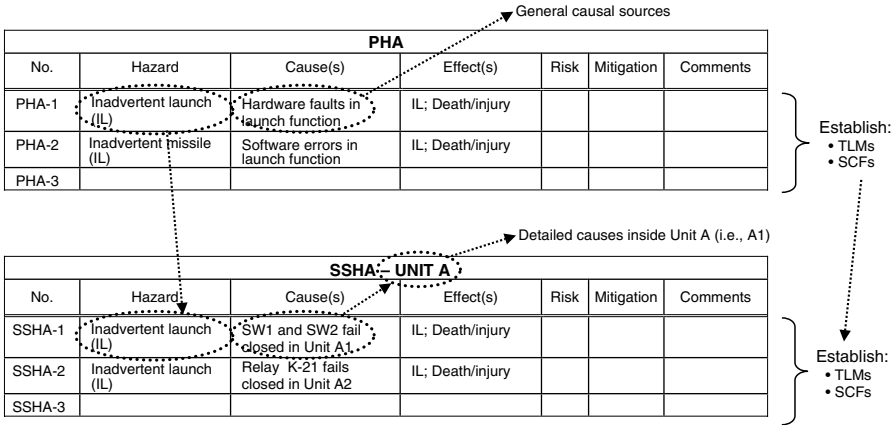 General causal sources
PHA
No. Hazard Cause(s) Effect(s) Risk Mitigation Comments
PHA-1 Inadvertent launch (IL) Hardware faults in launch function IL; Death/injury
PHA-2 Inadvertent missile (IL) Software errors in launch function IL; Death/injury
PHA-3
Establish:
• TLMs
• SCFs
Detailed causes inside Unit A (i.e., A1)
SSHA – UNIT A
No. Hazard Cause(s) Effect(s) Risk Mitigation Comments
SSHA-1 Inadvertent launch (IL) SW1 and SW2 fail closed in Unit A1 IL; Death/injury
SSHA-2 Inadvertent launch (IL) Relay K-21 fails closed in Unit A2 IL; Death/injury
SSHA-3
Establish:
• TLMs
• SCFs